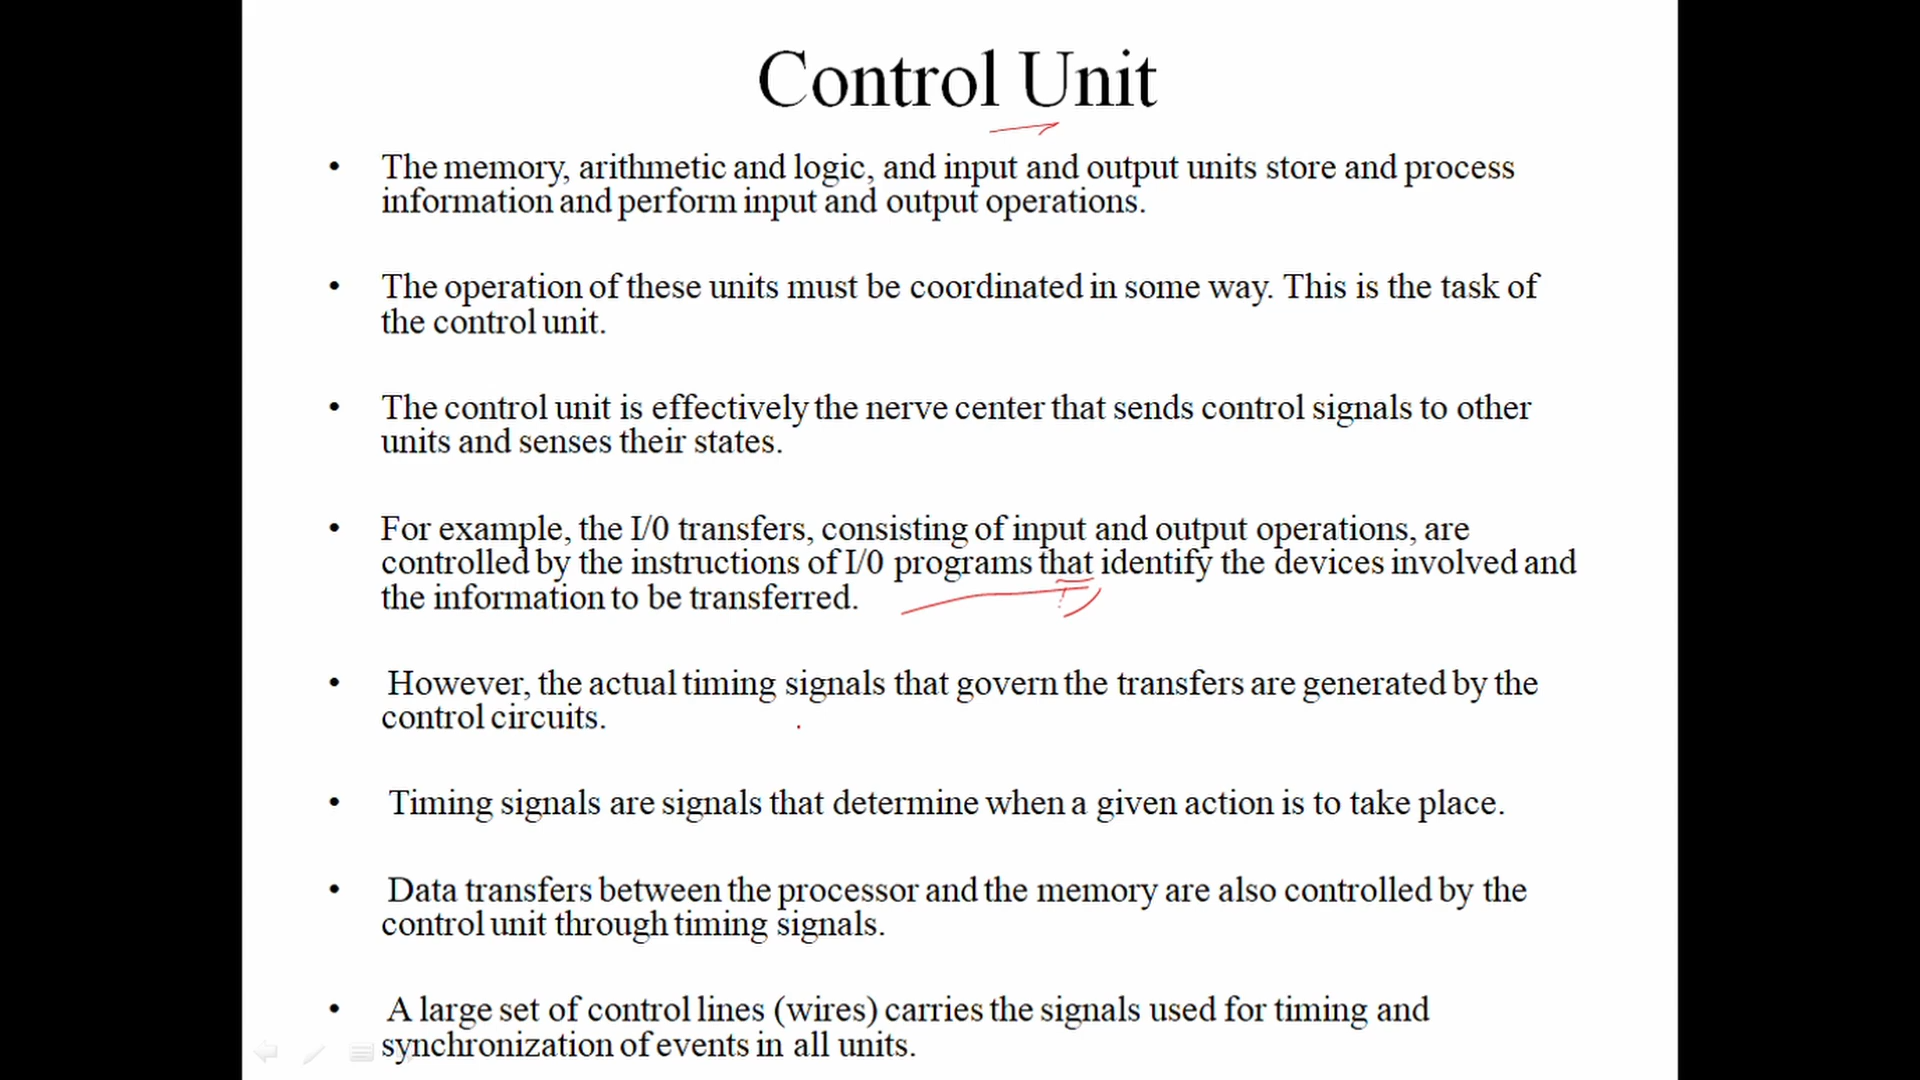 Control Unit
• The memory, arithmetic and logic, and input and output units store and process
information and perform input and output operations.
• The operation of these units must be coordinated in some way. This is the task of
the control unit.
• The control unit is effectively the nerve center that sends control signals to other
units and senses their states.
• For example, the I/0 transfers, consisting of input and output operations, are
controlled by the instructions of I/0 programs that identify the devices involved and
the information to be transferred.
• However, the actual timing signals that govern the transfers are generated by the
control circuits.
• Timing signals are signals that determine when a given action is to take place.
• Data transfers between the processor and the memory are also controlled by the
control unit through timing signals.
• A large set of control lines (wires) carries the signals used for timing and
synchronization of events in all units.